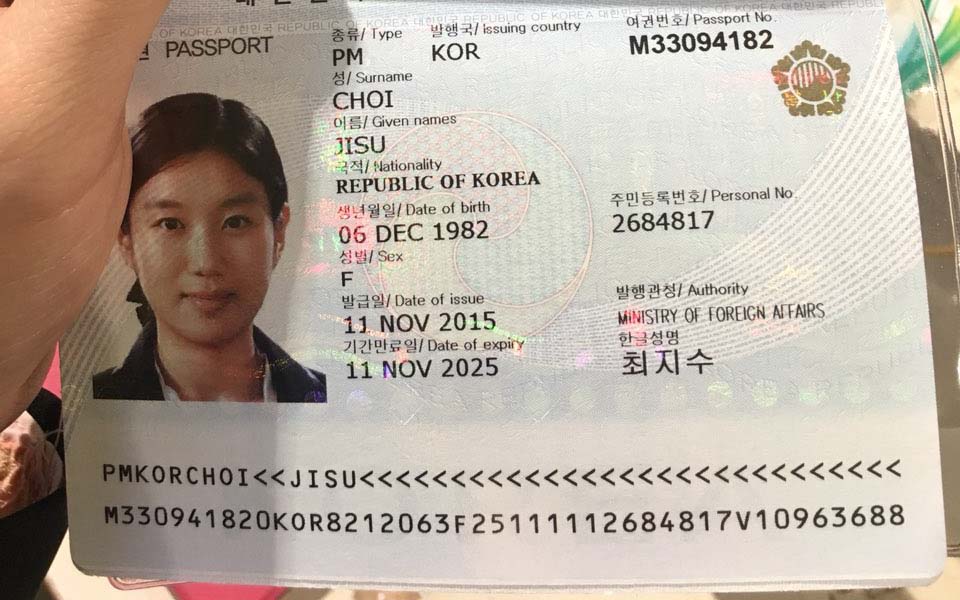 OF KOREA 대한민국 REPUBLIC OF KOREA 대한민국 REPUBLIC OF KOREA 대한민국 REPUBLIC OF KOREA
PASSPORT
종류/ Type
PM
발행국/ Issuing country
KOR
여권번호/ Passport No.
M33094182
성/ Surname
CHOI
이름/ Given names
JISU
국적/ Nationality
REPUBLIC OF KOREA
생년월일/ Date of birth
06 DEC 1982
주민등록번호/ Personal No.
2684817
성별/ Sex
F
발급일/ Date of issue
11 NOV 2015
발행관청/ Authority
MINISTRY OF FOREIGN AFFAIRS
기간만료일/ Date of expiry
11 NOV 2025
한글성명
최지수
PMKORCHOI<<JISU<<<<<<<<<<<<<<<<<<<<<<<<<<<<<
M330941820KOR8212063F25111112684817V10963688